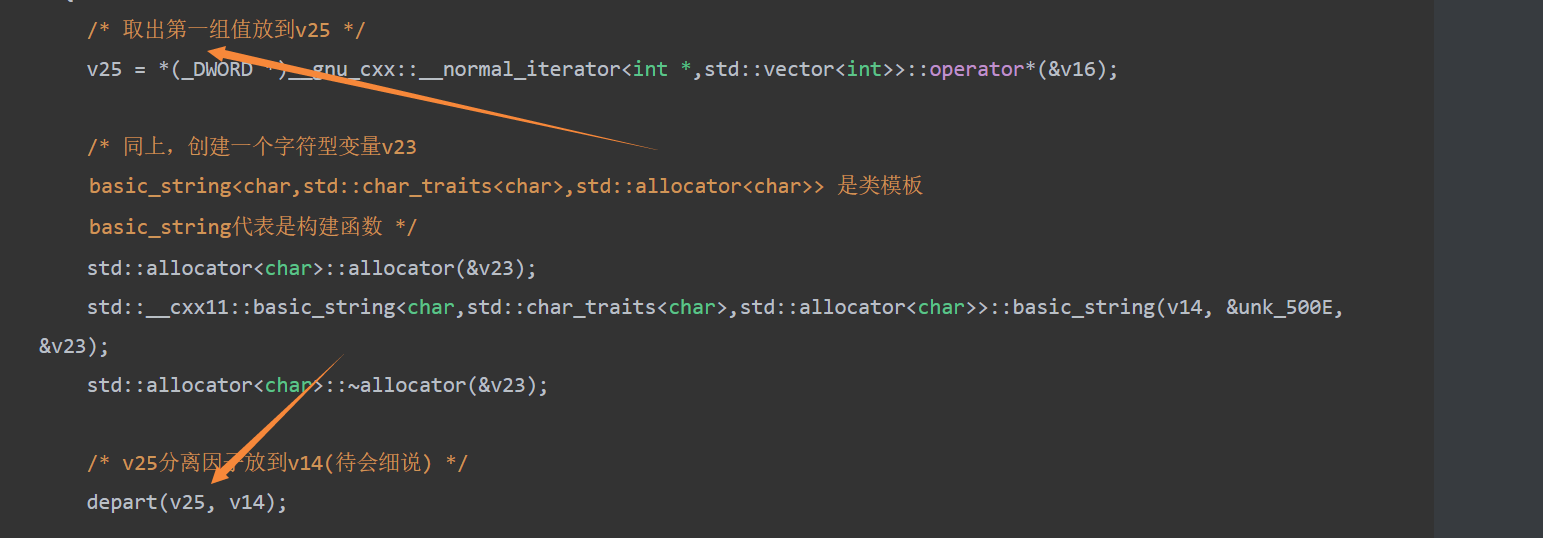 /* 取出第一组值放到v25 */
v25 = *(_DWORD *)__gnu_cxx::__normal_iterator<int *,std::vector<int>>::operator*(&v16);
/* 同上，创建一个字符型变量v23
basic_string<char,std::char_traits<char>,std::allocator<char>> 是类模板
basic_string代表是构建函数 */
std::allocator<char>::allocator(&v23);
std::__cxx11::basic_string<char,std::char_traits<char>,std::allocator<char>>::basic_string(v14, &unk_500E,
&v23);
std::allocator<char>::~allocator(&v23);
/* v25分离因子放到v14(待会细说) */
depart(v25, v14);